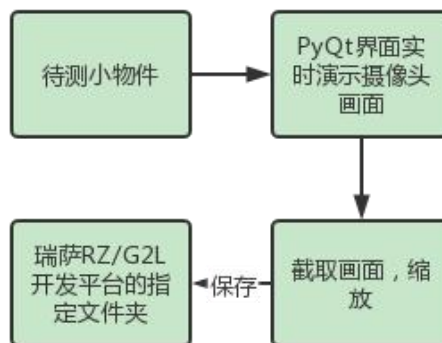 待测小物件
PyQt界面实
时演示摄像头
画面
截取画面，缩
放
保存
瑞萨RZ/G2L
开发平台的指
定文件夹